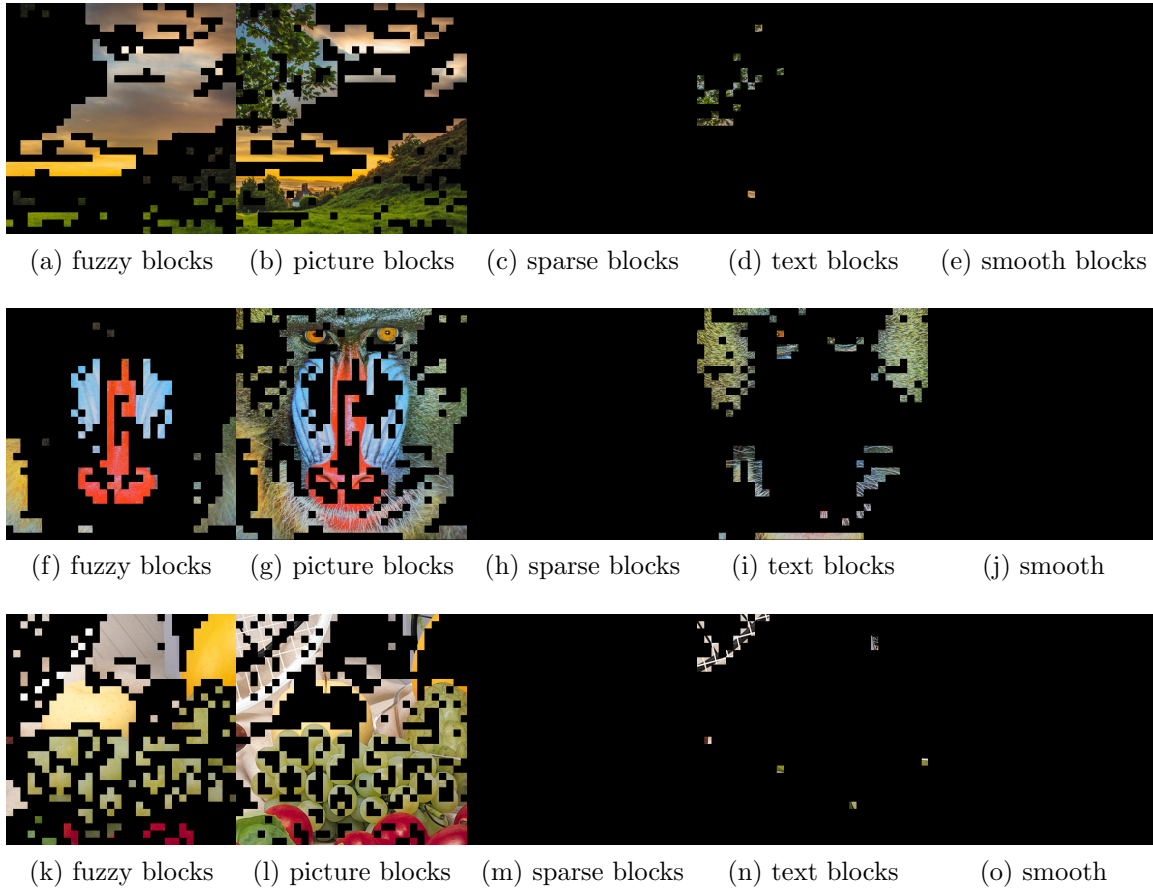 (a) fuzzy blocks (b) picture blocks (c) sparse blocks (d) text blocks (e) smooth blocks
(f) fuzzy blocks (g) picture blocks (h) sparse blocks (i) text blocks (j) smooth
(k) fuzzy blocks (l) picture blocks (m) sparse blocks (n) text blocks (o) smooth